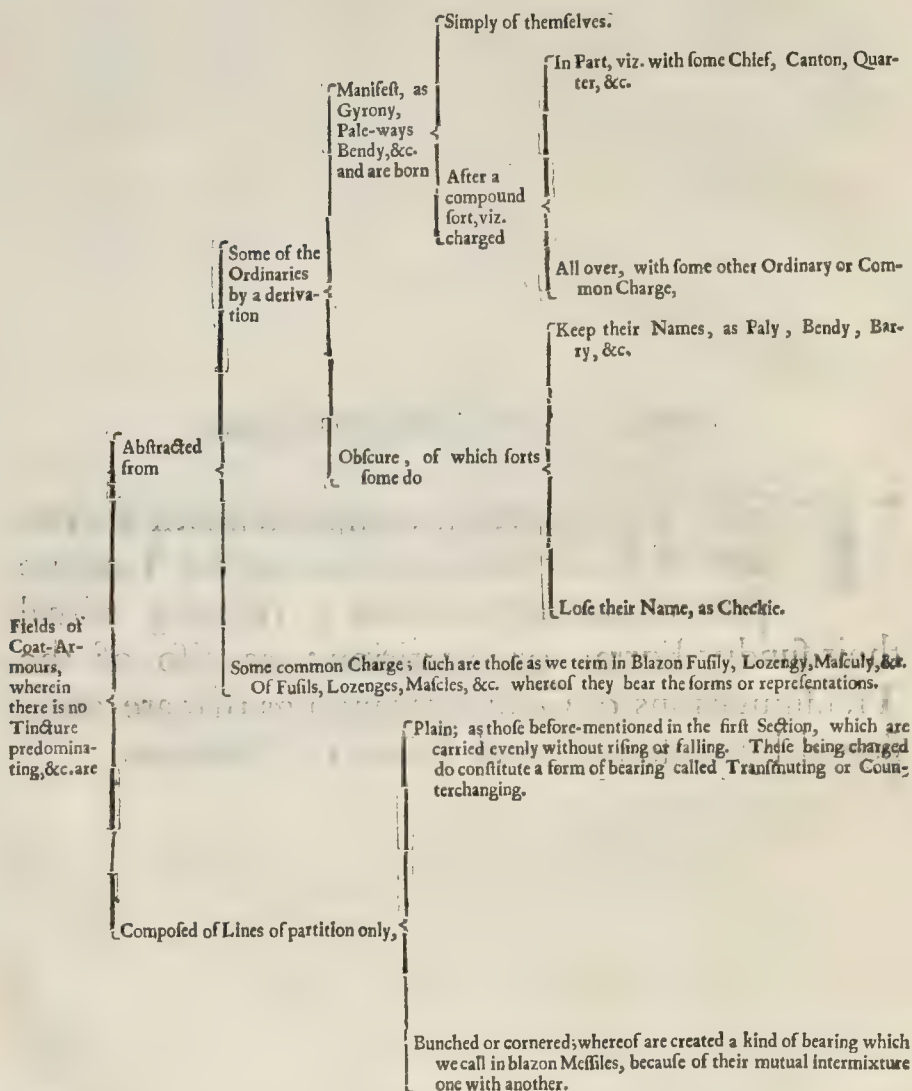 Simply of themſelves.
In Part, viz. with ſome Chief, Canton, Quar-
ter, &c.
Manifeſt, as
Gyrony,
Pale-ways
Bendy, &c.
and are born
After a
compound
ſort, viz.
charged
Some of the
Ordinaries
by a deriva-
tion
All over, with ſome other Ordinary or Com-
mon Charge,
Keep their Names, as Paly, Bendy, Bar-
ry, &c.
Abſtracted
from
Obſcure, of which ſorts
ſome do
Loſe their Name, as Checkie.
Fields of
Coat-Ar-
mours,
wherein
there is no
Tincture
predomina-
ting, &c. are
Some common Charge; ſuch are thoſe as we term in Blazon Fuſily, Lozengy, Maſculy, &c.
Of Fuſils, Lozenges, Maſcles, &c. whereof they bear the forms or repreſentations.
Plain; as thoſe before-mentioned in the firſt Section, which are
carried evenly without riſing or falling. Theſe being charged
do conſtitute a form of bearing called Tranſmuting or Coun-
terchanging.
Compoſed of Lines of partition only,
Bunched or cornered; whereof are created a kind of bearing which
we call in blazon Meſſiles, becauſe of their mutual intermixture
one with another.